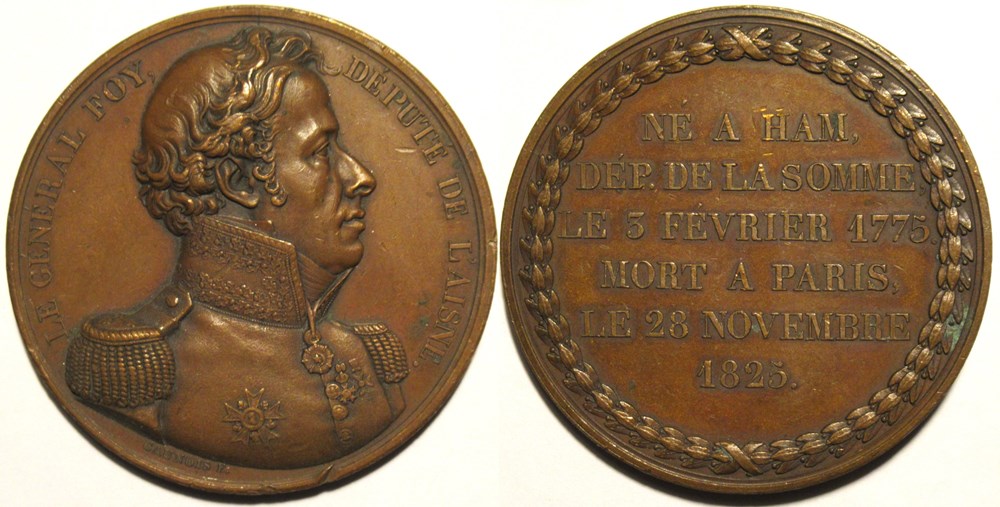 LE GÉNÉRAL FOY, DÉPUTÉ DE L'AISNE.
NÉ A HAM,
DÉP. DE LA SOMME,
LE 3 FÉVRIER 1775.
MORT A PARIS,
LE 28 NOVEMBRE
1825.